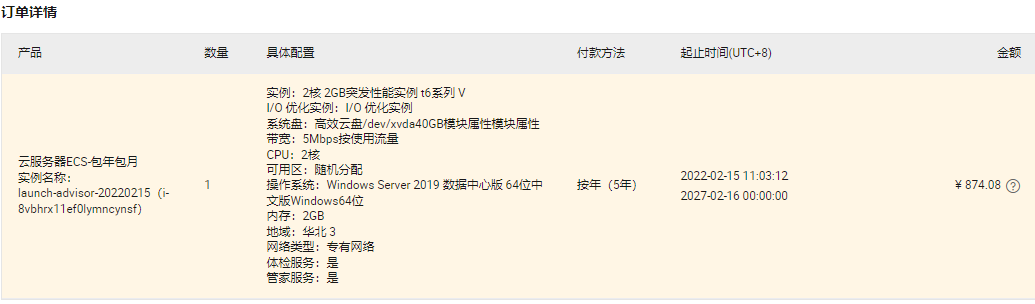 订单详情
产品 数量 具体配置 付款方法 起止时间(UTC+8) 金额
云服务器ECS-包年包月
实例名称：
launch-advisor-20220215（i-
8vbhrx11ef0lymncynsf）
1
实例：2核 2GB突发性能实例 t6系列 V
I/O 优化实例：I/O 优化实例
系统盘：高效云盘/dev/xvda40GB模块属性模块属性
带宽：5Mbps按使用流量
CPU：2核
可用区：随机分配
操作系统：Windows Server 2019 数据中心版 64位中
文版Windows64位
内存：2GB
地域：华北 3
网络类型：专有网络
体检服务：是
管家服务：是
按年（5年）
2022-02-15 11:03:12
2027-02-16 00:00:00
¥ 874.08 ?